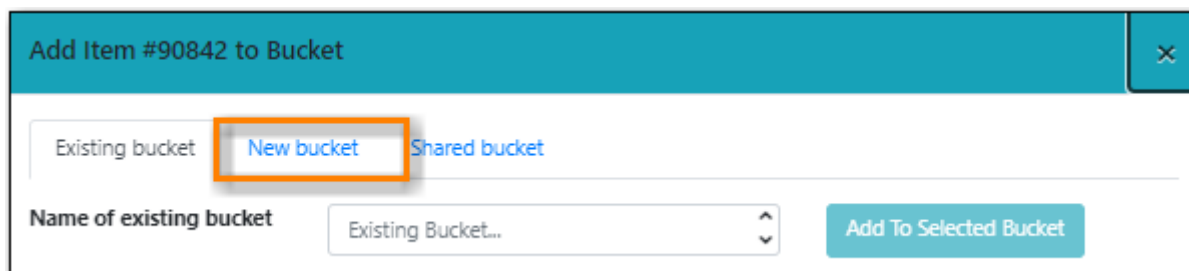 Add Item #90842 to Bucket ×
Existing bucket New bucket Shared bucket
Name of existing bucket Existing Bucket... Add To Selected Bucket